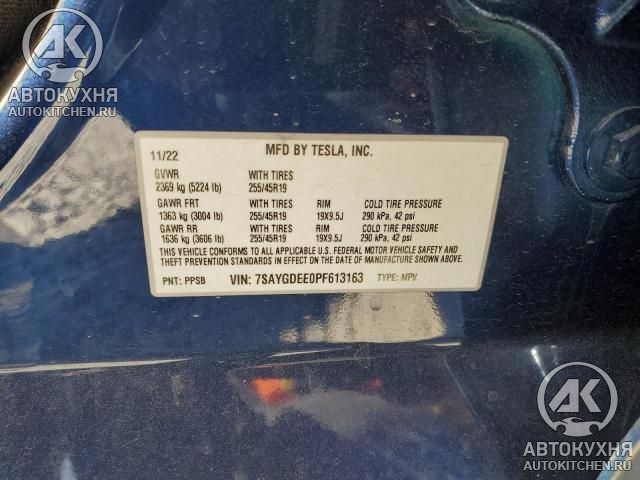 AK
АВТОКУХНЯ
AUTOKITCHEN.RU
11/22 MFD BY TESLA, INC.
GVWR WITH TIRES
2369 kg (5224 lb) 255/45R19
GAWR FRT WITH TIRES RIM COLD TIRE PRESSURE
1363 kg (3004 lb) 255/45R19 19X9.5J 290 kPa, 42 psi
GAWR RR WITH TIRES RIM COLD TIRE PRESSURE
1636 kg (3606 lb) 255/45R19 19X9.5J 290 kPa, 42 psi
THIS VEHICLE CONFORMS TO ALL APPLICABLE U.S. FEDERAL MOTOR VEHICLE SAFETY AND
THEFT PREVENTION STANDARDS IN EFFECT ON THE DATE OF MANUFACTURE SHOWN ABOVE.
PNT: PPSB VIN: 7SAYGDEE0PF613163 TYPE: MPV
AK
АВТОКУХНЯ
AUTOKITCHEN.RU